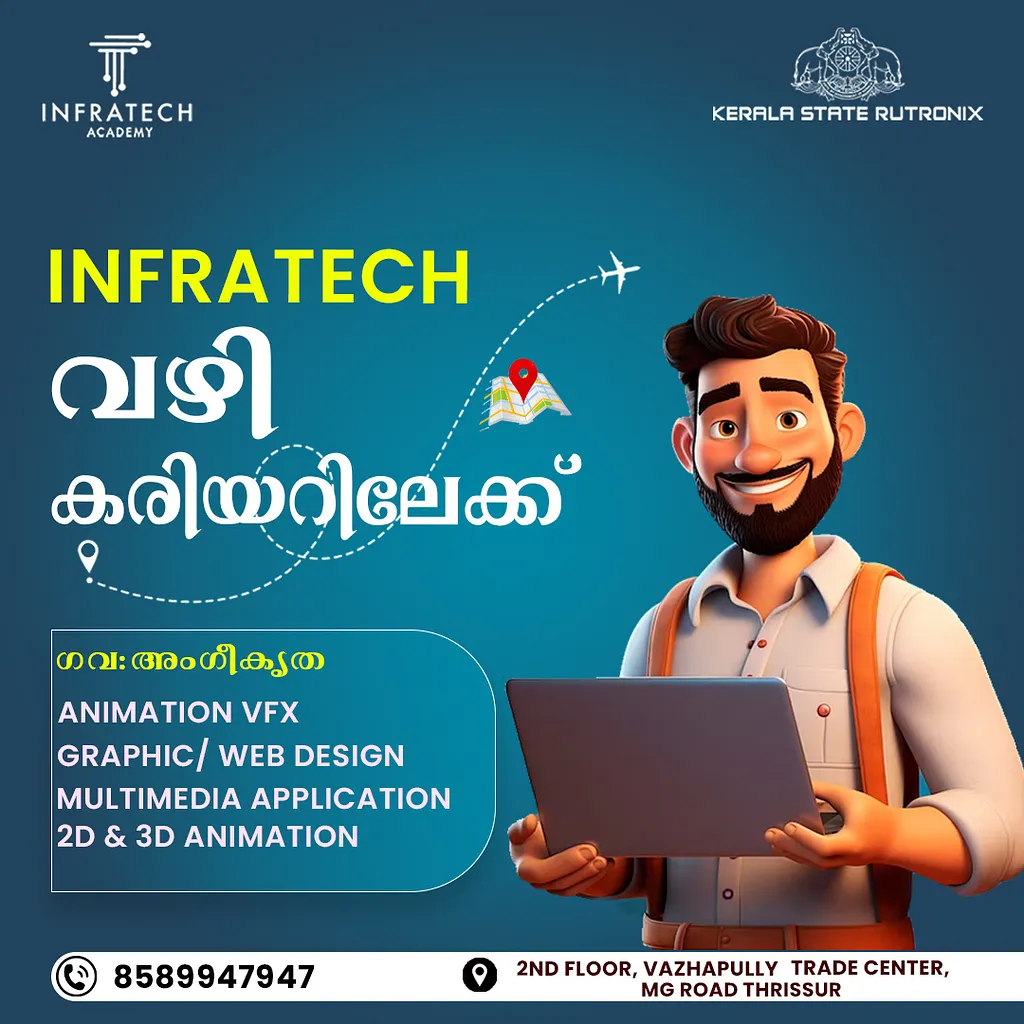 INFRATECH
ACADEMY
KERALA STATE RUTRONIX
INFRATECH
വഴി
കരിയറിലേക്ക്
ഗവ: അംഗീകൃത
ANIMATION VFX
GRAPHIC/ WEB DESIGN
MULTIMEDIA APPLICATION
2D & 3D ANIMATION
8589947947
2ND FLOOR, VAZHAPULLY TRADE CENTER,
MG ROAD THRISSUR